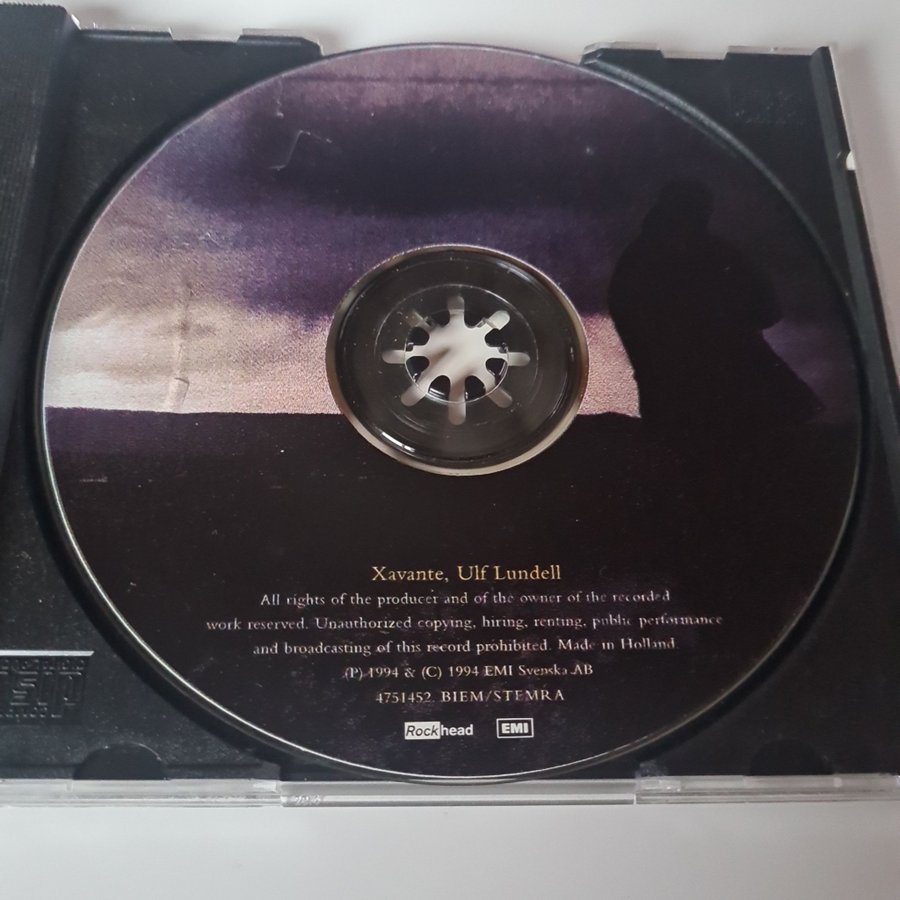 Xavante, Ulf Lundell
All rights of the producer and of the owner of the recorded
work reserved. Unauthorized copying, hiring, renting, public performance
and broadcasting of this record prohibited. Made in Holland.
(P) 1994 & (C) 1994 EMI Svenska AB
4751452. BIEM/STEMRA
Rockhead EMI